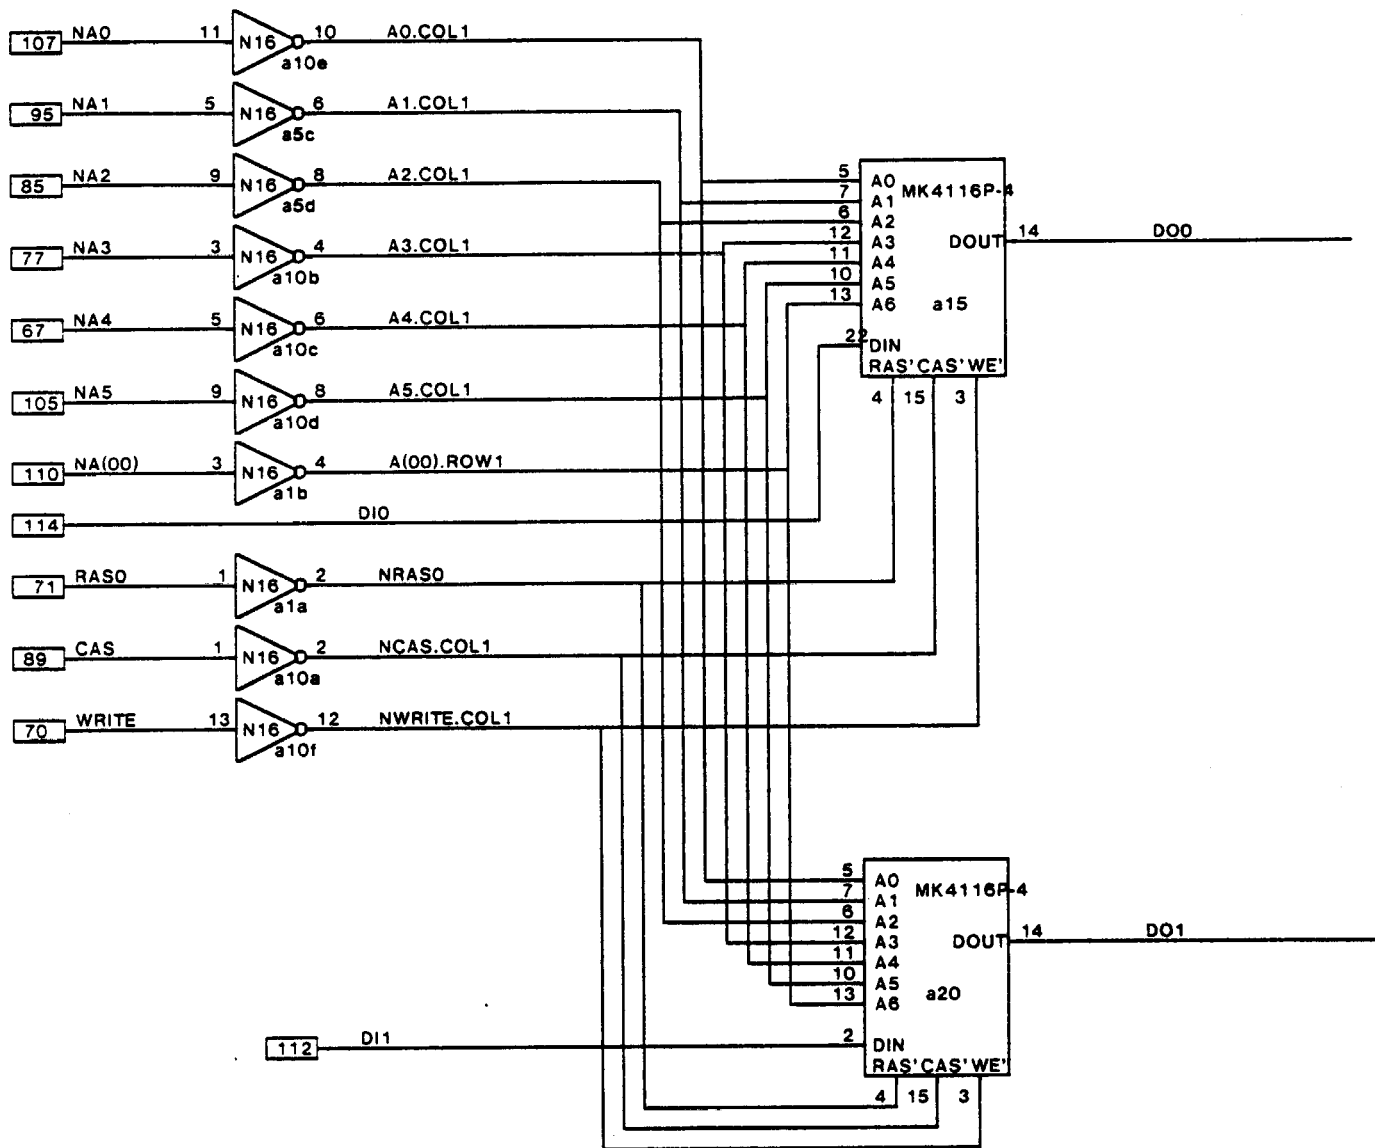 107 NA0 11 N16 10 A0.COL1
a10e
95 NA1 5 N16 6 A1.COL1
a5c
85 NA2 9 N16 8 A2.COL1
a5d
77 NA3 3 N16 4 A3.COL1
a10b
67 NA4 5 N16 6 A4.COL1
a10c
105 NA5 9 N16 8 A5.COL1
a10d
110 NA(00) 3 N16 4 A(00).ROW1
a1b
114 DI0
71 RAS0 1 N16 2 NRAS0
a1a
89 CAS 1 N16 2 NCAS.COL1
a10a
70 WRITE 13 N16 12 NWRITE.COL1
a10f
5 A0 MK4116P-4
7 A1
6 A2
12 A3 DOUT 14 DO0
11 A4
10 A5
13 A6 a15
22 DIN
RAS' CAS' WE'
4 15 3
5 A0 MK4116P-4
7 A1
6 A2
12 A3 DOUT 14 DO1
11 A4
10 A5
13 A6 a20
112 DI1 2 DIN
RAS' CAS' WE'
4 15 3